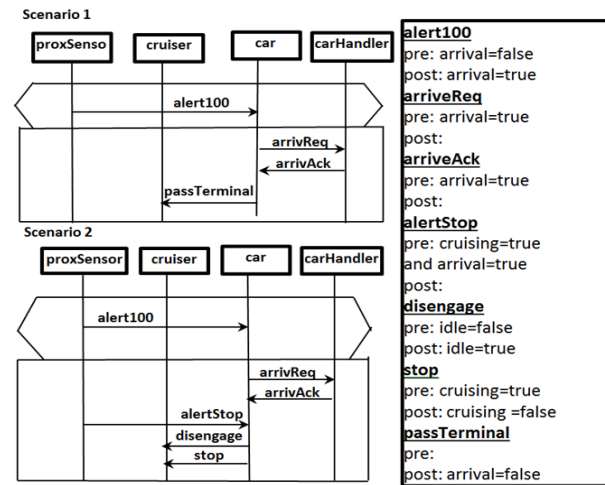 Scenario 1
proxSenso cruiser car carHandler
alert100
arrivReq
arrivAck
passTerminal
Scenario 2
proxSensor cruiser car carHandler
alert100
arrivReq
arrivAck
alertStop
disengage
stop
alert100
pre: arrival=false
post: arrival=true
arriveReq
pre: arrival=true
post:
arriveAck
pre: arrival=true
post:
alertStop
pre: cruising=true
and arrival=true
post:
disengage
pre: idle=false
post: idle=true
stop
pre: cruising=true
post: cruising =false
passTerminal
pre:
post: arrival=false